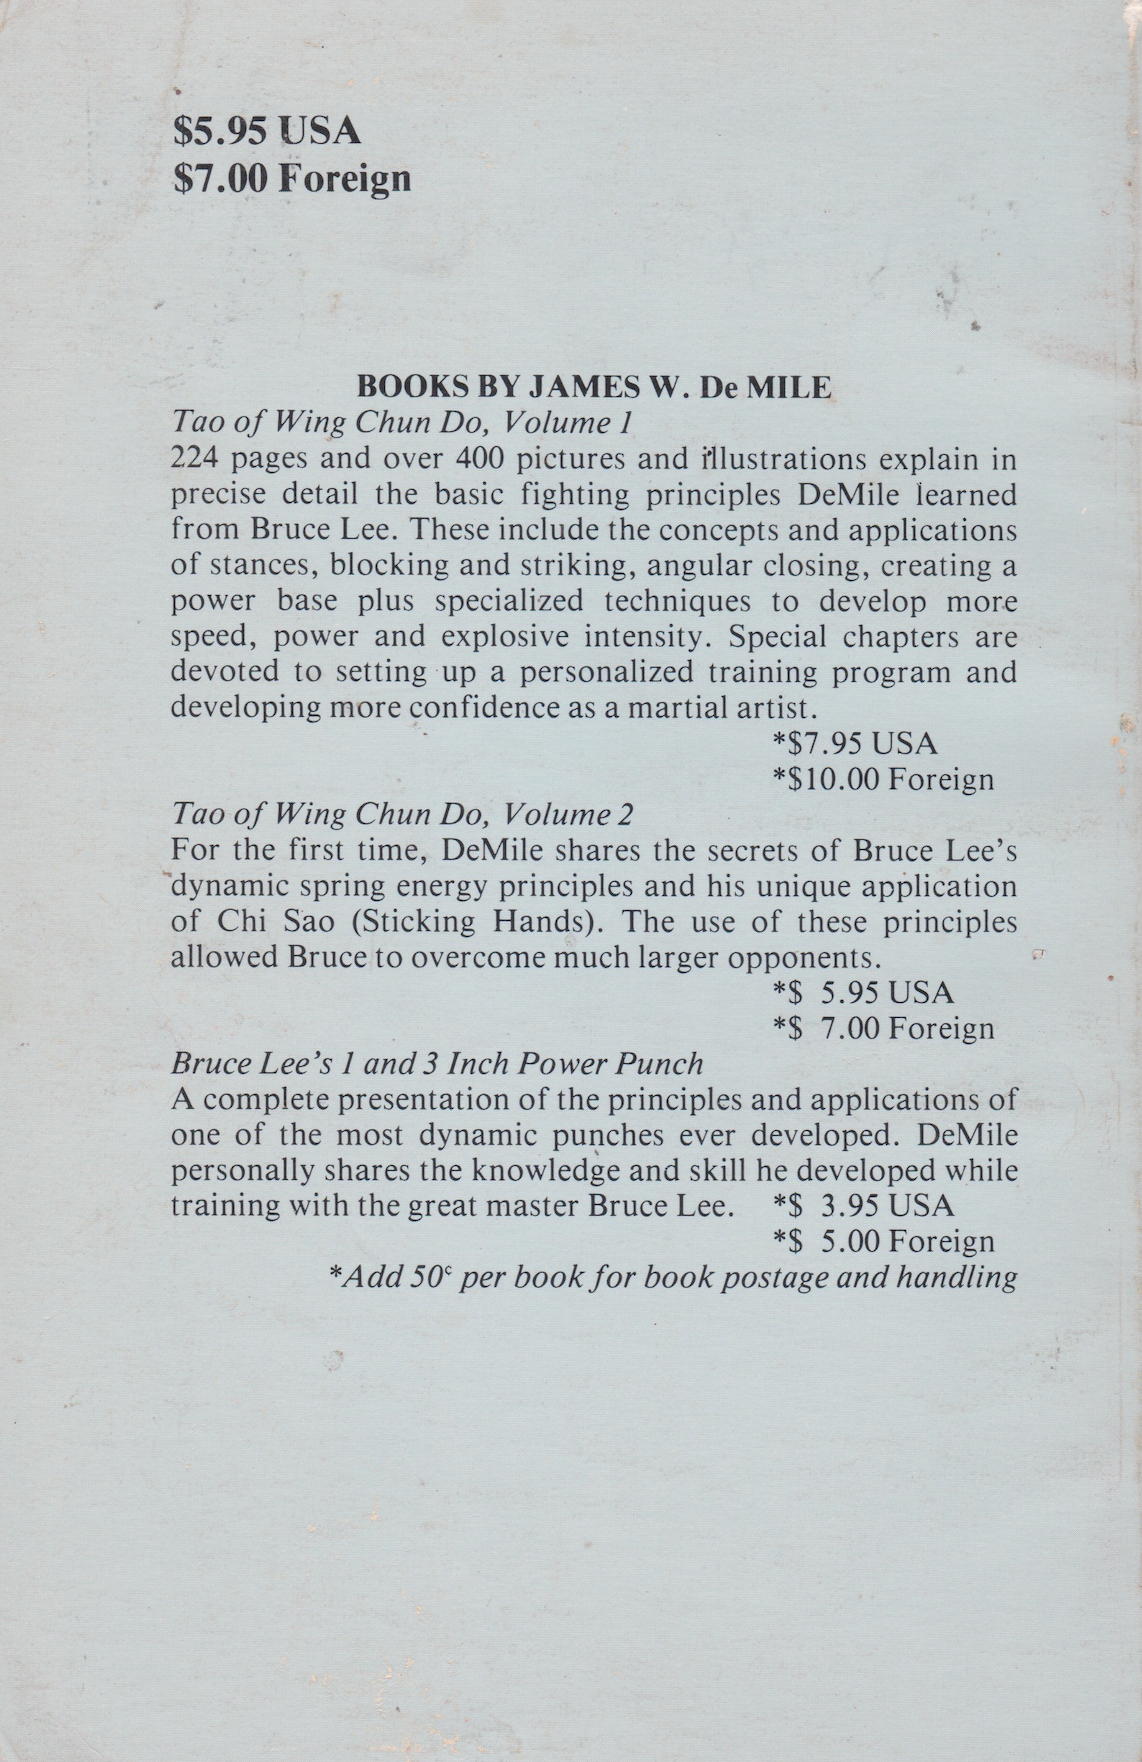 $5.95 USA
$7.00 Foreign
BOOKS BY JAMES W. De MILE
Tao of Wing Chun Do, Volume 1
224 pages and over 400 pictures and illustrations explain in
precise detail the basic fighting principles DeMile learned
from Bruce Lee. These include the concepts and applications
of stances, blocking and striking, angular closing, creating a
power base plus specialized techniques to develop more
speed, power and explosive intensity. Special chapters are
devoted to setting up a personalized training program and
developing more confidence as a martial artist.
*$7.95 USA
*$10.00 Foreign
Tao of Wing Chun Do, Volume 2
For the first time, DeMile shares the secrets of Bruce Lee’s
dynamic spring energy principles and his unique application
of Chi Sao (Sticking Hands). The use of these principles
allowed Bruce to overcome much larger opponents.
*$ 5.95 USA
*$ 7.00 Foreign
Bruce Lee’s 1 and 3 Inch Power Punch
A complete presentation of the principles and applications of
one of the most dynamic punches ever developed. DeMile
personally shares the knowledge and skill he developed while
training with the great master Bruce Lee. *$ 3.95 USA
*$ 5.00 Foreign
*Add 50c per book for book postage and handling